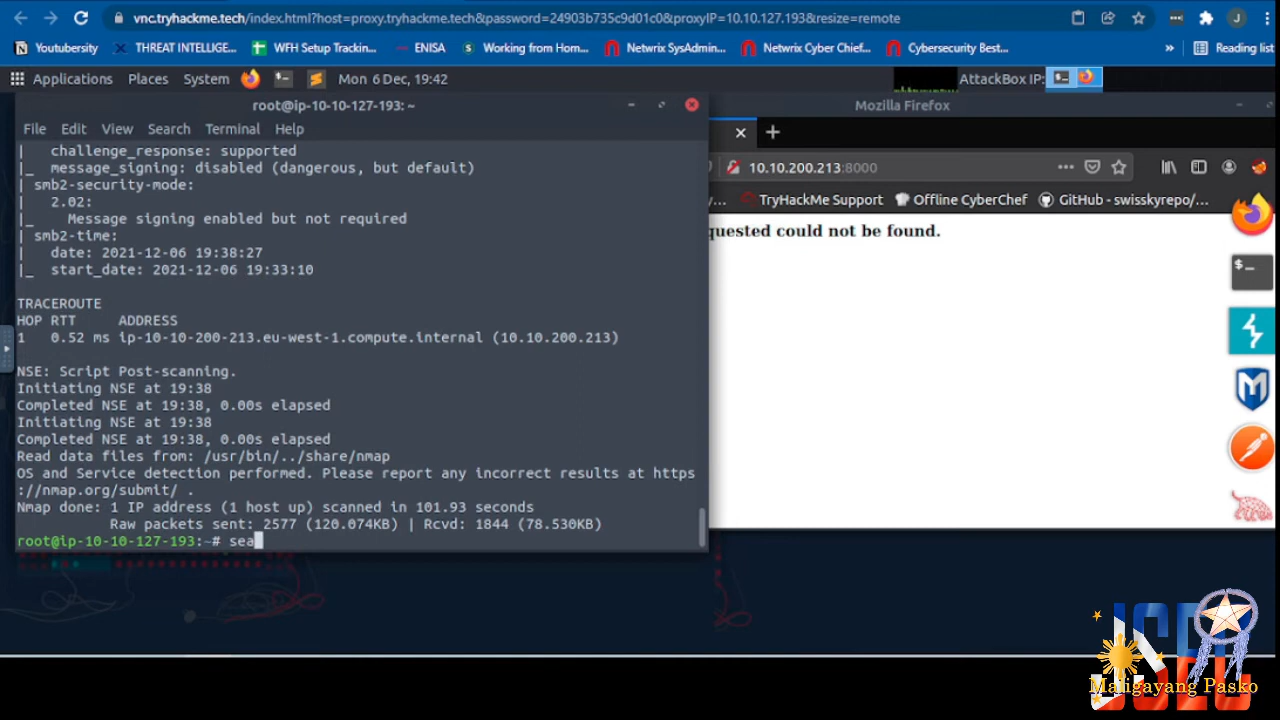 vnc.tryhackme.tech/index.html?host=proxy.tryhackme.tech&password=24903b735c9d01c0&proxyIP=10.10.127.193&resize=remote
J
Youtubersity THREAT INTELLIGE... WFH Setup Trackin... ENISA Working from Hom... Netwrix SysAdmin... Netwrix Cyber Chief... Cybersecurity Best... » Reading list
Applications Places System Mon 6 Dec, 19:42 AttackBox IP:
root@ip-10-10-127-193: ~
Mozilla Firefox
File Edit View Search Terminal Help
10.10.200.213:8000
TryHackMe Support Offline CyberChef GitHub - swisskyrepo/...
quested could not be found.
|   challenge_response: supported
|_  message_signing: disabled (dangerous, but default)
| smb2-security-mode:
|   2.02:
|_    Message signing enabled but not required
| smb2-time:
|   date: 2021-12-06 19:38:27
|_  start_date: 2021-12-06 19:33:10
TRACEROUTE
HOP RTT     ADDRESS
1   0.52 ms ip-10-10-200-213.eu-west-1.compute.internal (10.10.200.213)
NSE: Script Post-scanning.
Initiating NSE at 19:38
Completed NSE at 19:38, 0.00s elapsed
Initiating NSE at 19:38
Completed NSE at 19:38, 0.00s elapsed
Read data files from: /usr/bin/../share/nmap
OS and Service detection performed. Please report any incorrect results at https
://nmap.org/submit/ .
Nmap done: 1 IP address (1 host up) scanned in 101.93 seconds
           Raw packets sent: 2577 (120.074KB) | Rcvd: 1844 (78.530KB)
root@ip-10-10-127-193:~# sea
JSEC
Maligayang Pasko